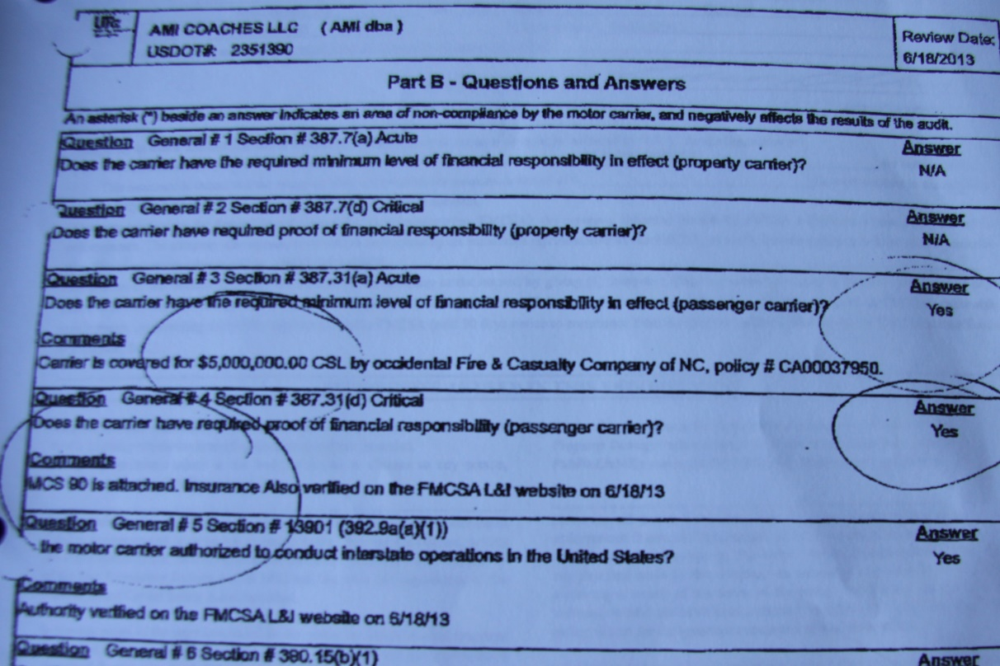 AMI COACHES LLC ( AMI dba )
USDOT#: 2351390
Review Date:
6/18/2013
Part B - Questions and Answers
An asterisk (*) beside an answer indicates an area of non-compliance by the motor carrier, and negatively affects the results of the audit.
Question General # 1 Section # 387.7(a) Acute
Answer
Does the carrier have the required minimum level of financial responsibility in effect (property carrier)?
N/A
Question General # 2 Section # 387.7(d) Critical
Answer
Does the carrier have required proof of financial responsibility (property carrier)?
N/A
Question General # 3 Section # 387.31(a) Acute
Answer
Does the carrier have the required minimum level of financial responsibility in effect (passenger carrier)?
Yes
Comments
Carrier is covered for $5,000,000.00 CSL by occidental Fire & Casualty Company of NC, policy # CA00037950.
Question General # 4 Section # 387.31(d) Critical
Answer
Does the carrier have required proof of financial responsibility (passenger carrier)?
Yes
Comments
MCS 90 is attached. Insurance Also verified on the FMCSA L&I website on 6/18/13
Question General # 5 Section # 13901 (392.9a(a)(1))
Answer
the motor carrier authorized to conduct interstate operations in the United States?
Yes
Comments
Authority verified on the FMCSA L&I website on 6/18/13
Question General # 6 Section # 390.15(b)(1)
Answer